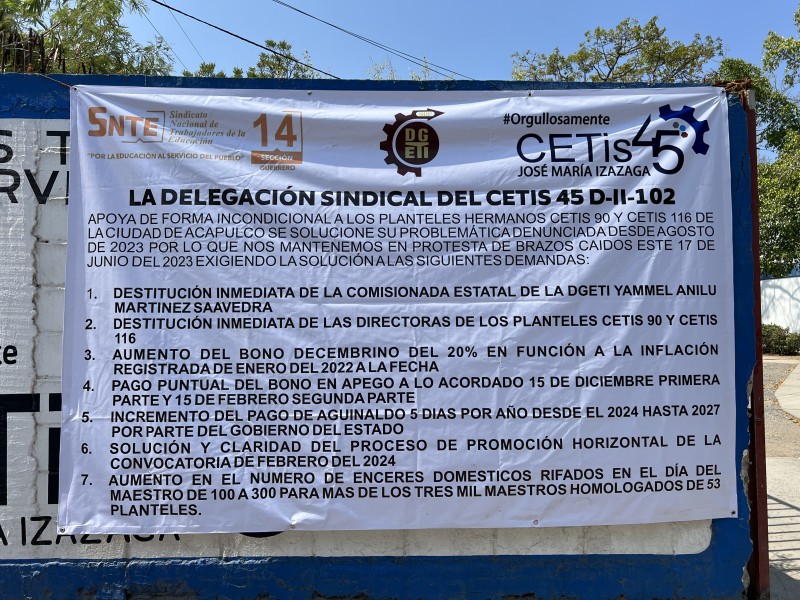 SNTE
Sindicato
Nacional de
Trabajadores de la
Educación
"POR LA EDUCACIÓN AL SERVICIO DEL PUEBLO"
14
SECCIÓN
GUERRERO
DGETI
#Orgullosamente
CETis45
JOSÉ MARÍA IZAZAGA
LA DELEGACIÓN SINDICAL DEL CETIS 45 D-II-102
APOYA DE FORMA INCONDICIONAL A LOS PLANTELES HERMANOS CETIS 90 Y CETIS 116 DE
LA CIUDAD DE ACAPULCO SE SOLUCIONE SU PROBLEMÁTICA DENUNCIADA DESDE AGOSTO
DE 2023 POR LO QUE NOS MANTENEMOS EN PROTESTA DE BRAZOS CAIDOS ESTE 17 DE
JUNIO DEL 2023 EXIGIENDO LA SOLUCIÓN A LAS SIGUIENTES DEMANDAS:
1. DESTITUCIÓN INMEDIATA DE LA COMISIONADA ESTATAL DE LA DGETI YAMMEL ANILU
MARTINEZ SAAVEDRA
2. DESTITUCIÓN INMEDIATA DE LAS DIRECTORAS DE LOS PLANTELES CETIS 90 Y CETIS
116
3. AUMENTO DEL BONO DECEMBRINO DEL 20% EN FUNCIÓN A LA INFLACIÓN
REGISTRADA DE ENERO DEL 2022 A LA FECHA
4. PAGO PUNTUAL DEL BONO EN APEGO A LO ACORDADO 15 DE DICIEMBRE PRIMERA
PARTE Y 15 DE FEBRERO SEGUNDA PARTE
5. INCREMENTO DEL PAGO DE AGUINALDO 5 DIAS POR AÑO DESDE EL 2024 HASTA 2027
POR PARTE DEL GOBIERNO DEL ESTADO
6. SOLUCIÓN Y CLARIDAD DEL PROCESO DE PROMOCIÓN HORIZONTAL DE LA
CONVOCATORIA DE FEBRERO DEL 2024
7. AUMENTO EN EL NUMERO DE ENCERES DOMESTICOS RIFADOS EN EL DÍA DEL
MAESTRO DE 100 A 300 PARA MAS DE LOS TRES MIL MAESTROS HOMOLOGADOS DE 53
PLANTELES.
A IZAZAGA